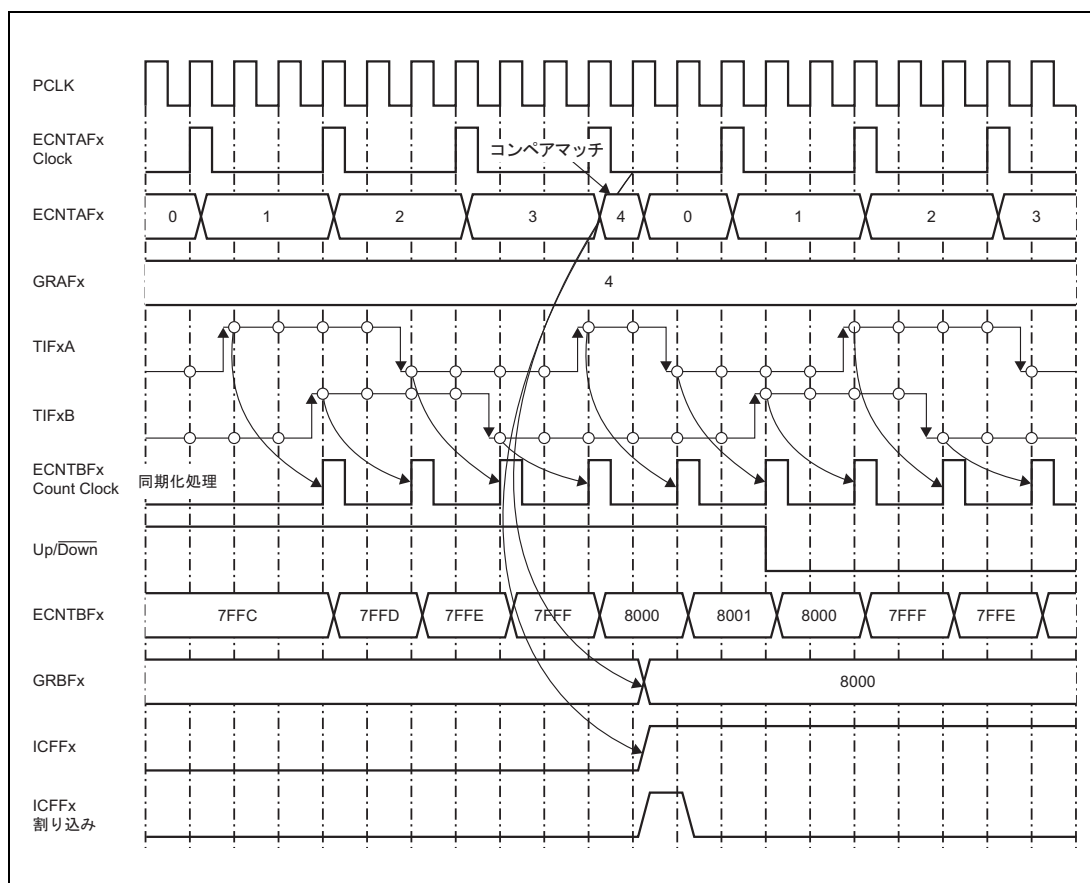 PCLK
ECNTAFx
Clock
コンペアマッチ
ECNTAFx
0 1 2 3 4 0 1 2 3
GRAFx
4
TIFxA
TIFxB
ECNTBFx
Count Clock
同期化処理
Up/Down
ECNTBFx
7FFC 7FFD 7FFE 7FFF 8000 8001 8000 7FFF 7FFE
GRBFx
8000
ICFFx
ICFFx
割り込み